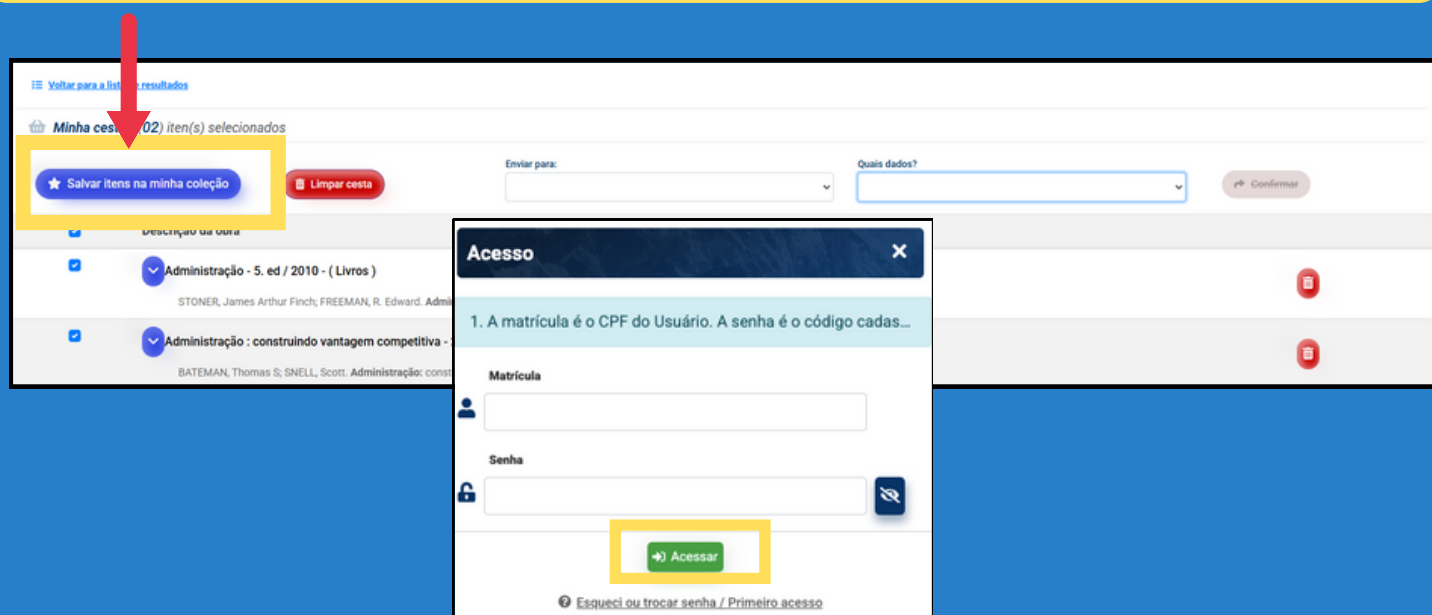 Voltar para a lista de resultados
Minha cesta (02) iten(s) selecionados
Enviar para:
Quais dados?
Salvar itens na minha coleção
Limpar cesta
Confirmar
Descrição da obra
Administração - 5. ed / 2010 - ( Livros )
STONER, James Arthur Finch; FREEMAN, R. Edward.
Administração : construindo vantagem competitiva -
BATEMAN, Thomas S; SNELL, Scott. Administração:
Acesso
1. A matrícula é o CPF do Usuário. A senha é o código cadas...
Matrícula
Senha
Acessar
Esqueci ou trocar senha / Primeiro acesso